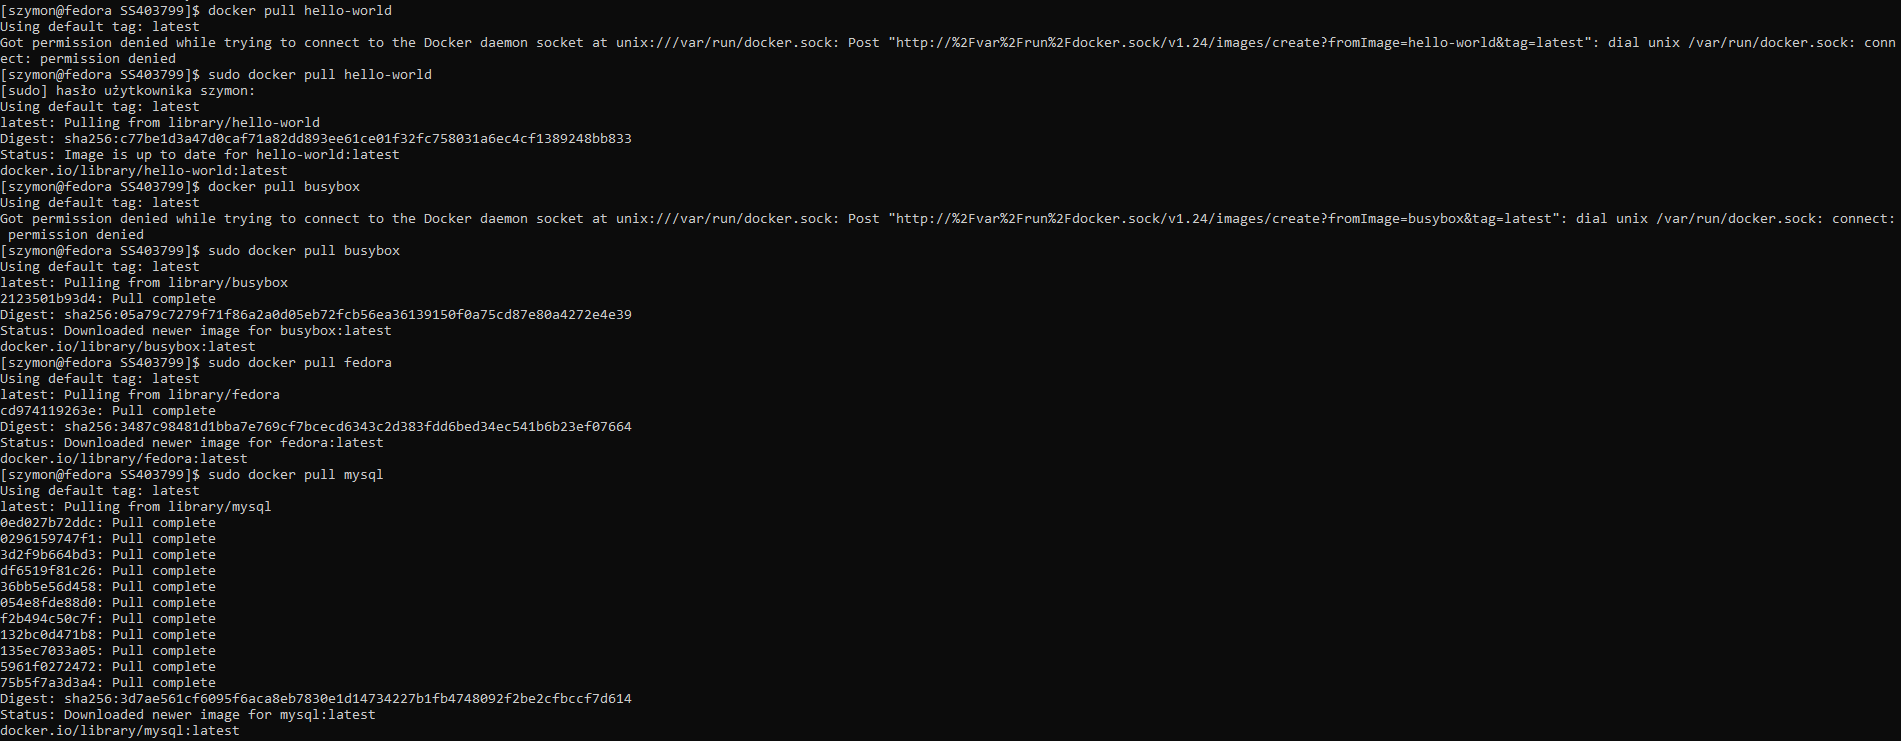 [szymon@fedora SS403799]$ docker pull hello-world
Using default tag: latest
Got permission denied while trying to connect to the Docker daemon socket at unix:///var/run/docker.sock: Post "http://%2Fvar%2Frun%2Fdocker.sock/v1.24/images/create?fromImage=hello-world&tag=latest": dial unix /var/run/docker.sock: conn
ect: permission denied
[szymon@fedora SS403799]$ sudo docker pull hello-world
[sudo] hasło użytkownika szymon:
Using default tag: latest
latest: Pulling from library/hello-world
Digest: sha256:c77be1d3a47d0caf71a82dd893ee61ce01f32fc758031a6ec4cf1389248bb833
Status: Image is up to date for hello-world:latest
docker.io/library/hello-world:latest
[szymon@fedora SS403799]$ docker pull busybox
Using default tag: latest
Got permission denied while trying to connect to the Docker daemon socket at unix:///var/run/docker.sock: Post "http://%2Fvar%2Frun%2Fdocker.sock/v1.24/images/create?fromImage=busybox&tag=latest": dial unix /var/run/docker.sock: connect:
 permission denied
[szymon@fedora SS403799]$ sudo docker pull busybox
Using default tag: latest
latest: Pulling from library/busybox
2123501b93d4: Pull complete
Digest: sha256:05a79c7279f71f86a2a0d05eb72fcb56ea36139150f0a75cd87e80a4272e4e39
Status: Downloaded newer image for busybox:latest
docker.io/library/busybox:latest
[szymon@fedora SS403799]$ sudo docker pull fedora
Using default tag: latest
latest: Pulling from library/fedora
cd974119263e: Pull complete
Digest: sha256:3487c98481d1bba7e769cf7bcecd6343c2d383fdd6bed34ec541b6b23ef07664
Status: Downloaded newer image for fedora:latest
docker.io/library/fedora:latest
[szymon@fedora SS403799]$ sudo docker pull mysql
Using default tag: latest
latest: Pulling from library/mysql
0ed027b72ddc: Pull complete
0296159747f1: Pull complete
3d2f9b664bd3: Pull complete
df6519f81c26: Pull complete
36bb5e56d458: Pull complete
054e8fde88d0: Pull complete
f2b494c50c7f: Pull complete
132bc0d471b8: Pull complete
135ec7033a05: Pull complete
5961f0272472: Pull complete
75b5f7a3d3a4: Pull complete
Digest: sha256:3d7ae561cf6095f6aca8eb7830e1d14734227b1fb4748092f2be2cfbccf7d614
Status: Downloaded newer image for mysql:latest
docker.io/library/mysql:latest